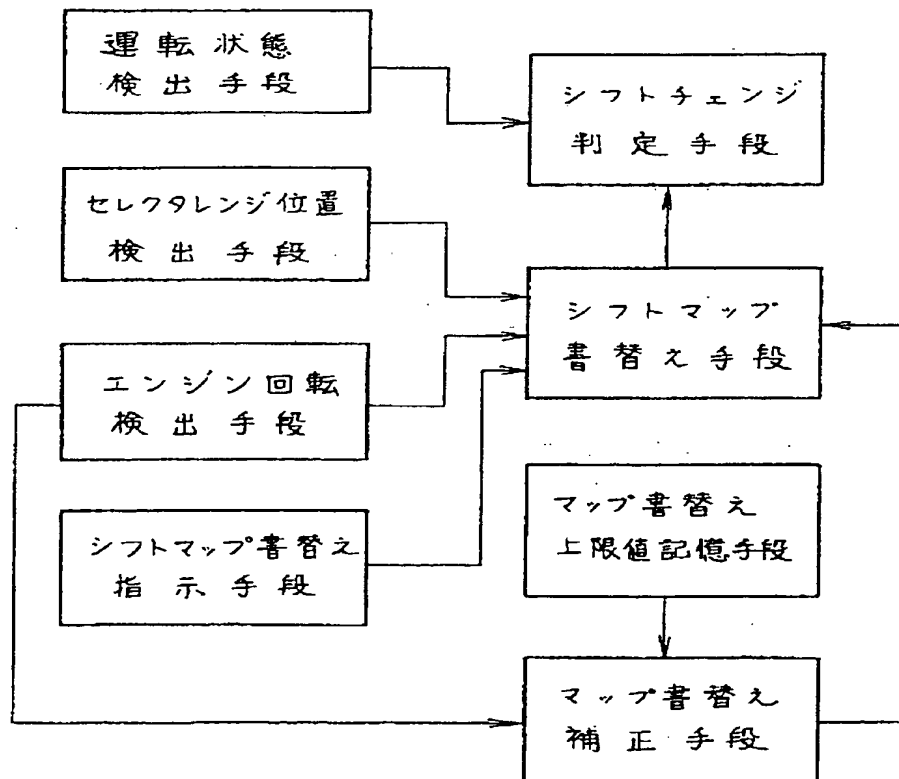 運転状態
検出手段
シフトチェンジ
判定手段
セレクタレンジ位置
検出手段
シフトマップ
書替え手段
エンジン回転
検出手段
マップ書替え
上限値記憶手段
シフトマップ書替え
指示手段
マップ書替え
補正手段